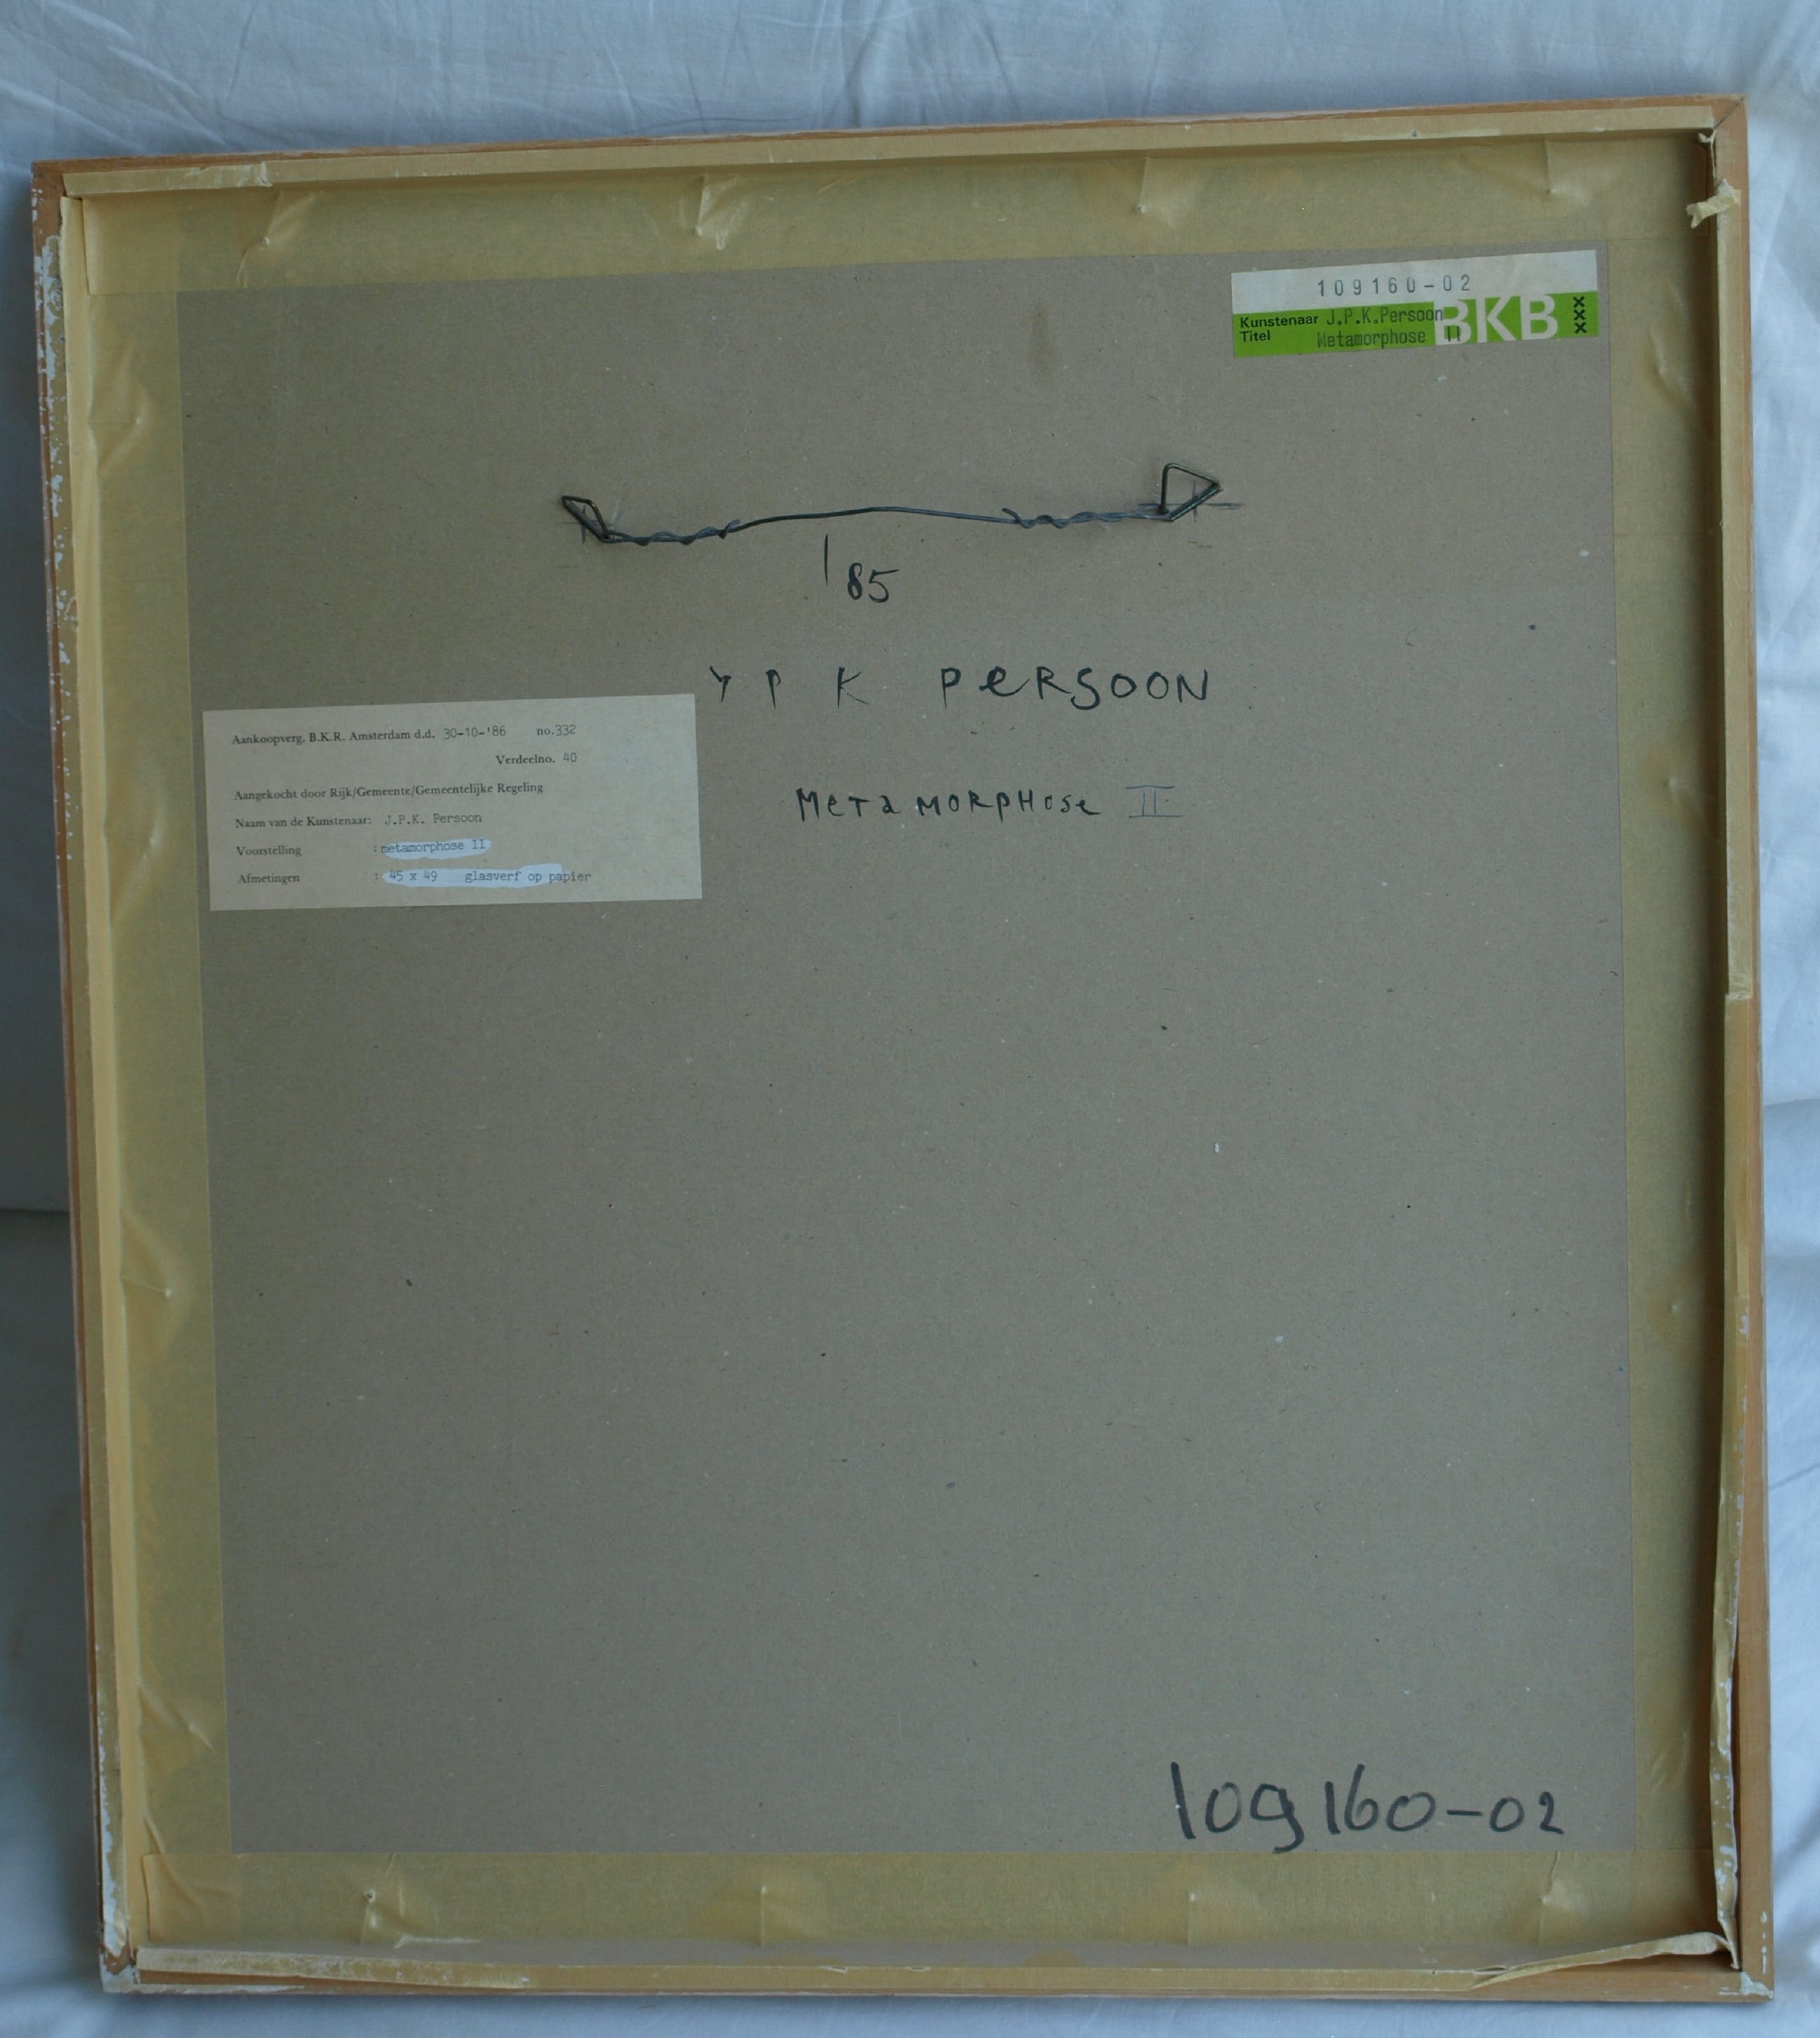 109160-02
Kunstenaar J.P.K.Persoon
Titel Metamorphose II
BKB
XXX
'85
J P K PERSOON
METAMORPHOSE II
Aankoopverg. B.K.R. Amsterdam d.d. 30-10-'86 no.332
Verdeelno. 40
Aangekocht door Rijk/Gemeente/Gemeentelijke Regeling
Naam van de Kunstenaar: J.P.K. Persoon
Voorstelling :metamorphose II
Afmetingen : 45 x 49 glasverf op papier
109160-02